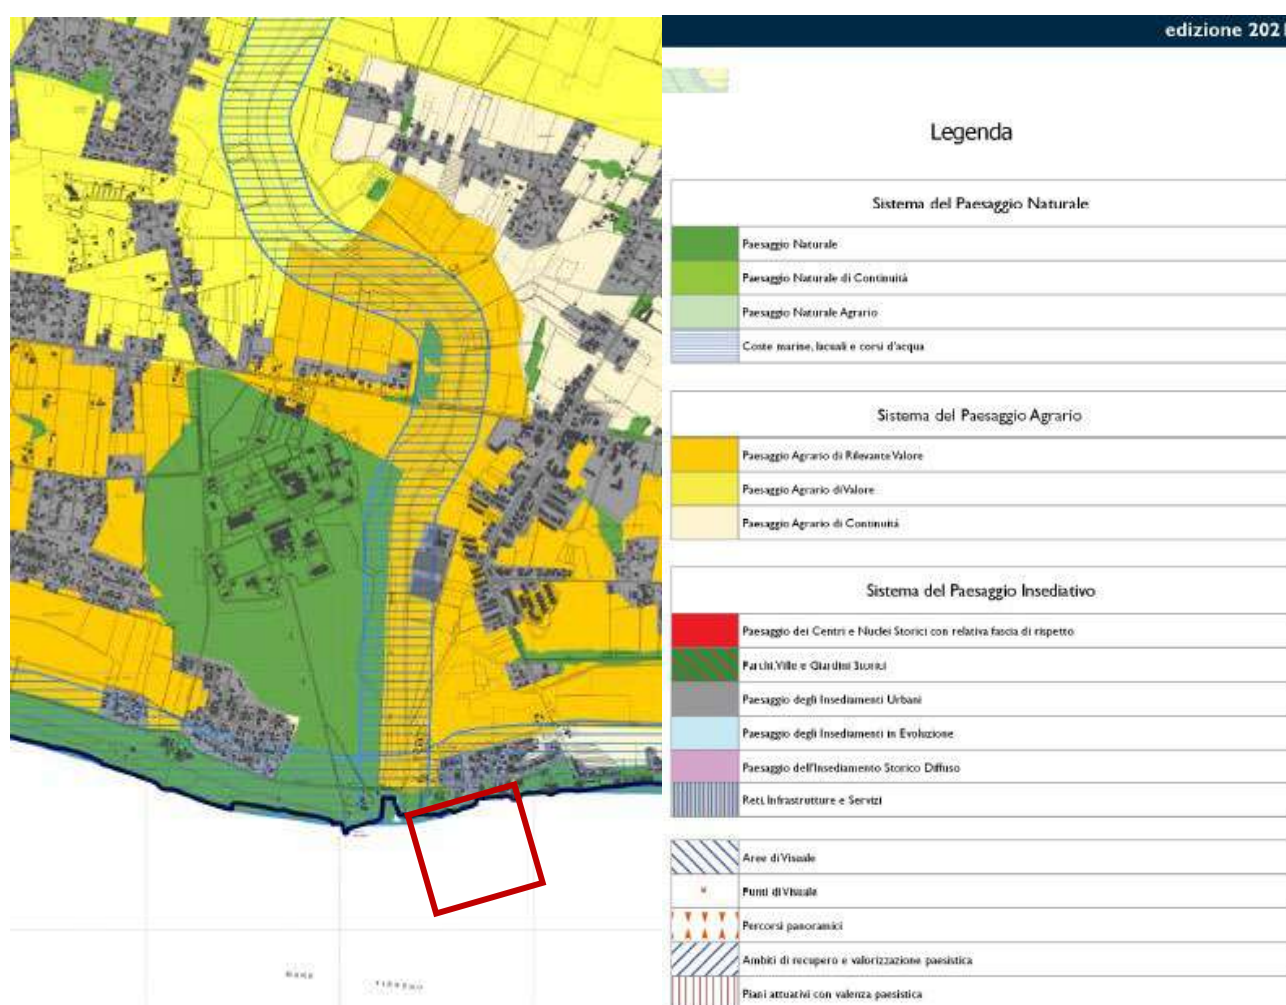 edizione 2021
Legenda
Sistema del Paesaggio Naturale
Paesaggio Naturale
Paesaggio Naturale di Continuità
Paesaggio Naturale Agrario
Coste marine, lacuali e corsi d'acqua
Sistema del Paesaggio Agrario
Paesaggio Agrario di Rilevante Valore
Paesaggio Agrario di Valore
Paesaggio Agrario di Continuità
Sistema del Paesaggio Insediativo
Paesaggio dei Centri e Nuclei Storici con relativa fascia di rispetto
Parchi, Ville e Giardini Storici
Paesaggio degli Insediamenti Urbani
Paesaggio degli Insediamenti in Evoluzione
Paesaggio dell'Insediamento Storico Diffuso
Reti, Infrastrutture e Servizi
Aree di Visuale
Punti di Visuale
Percorsi panoramici
Ambiti di recupero e valorizzazione paesistica
Piani attuativi con valenza paesistica
MARE TIRRENO